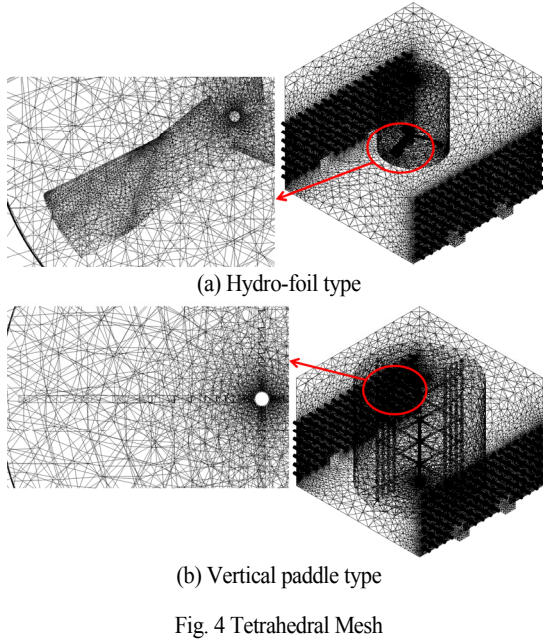 (a) Hydro-foil type
(b) Vertical paddle type
Fig. 4 Tetrahedral Mesh